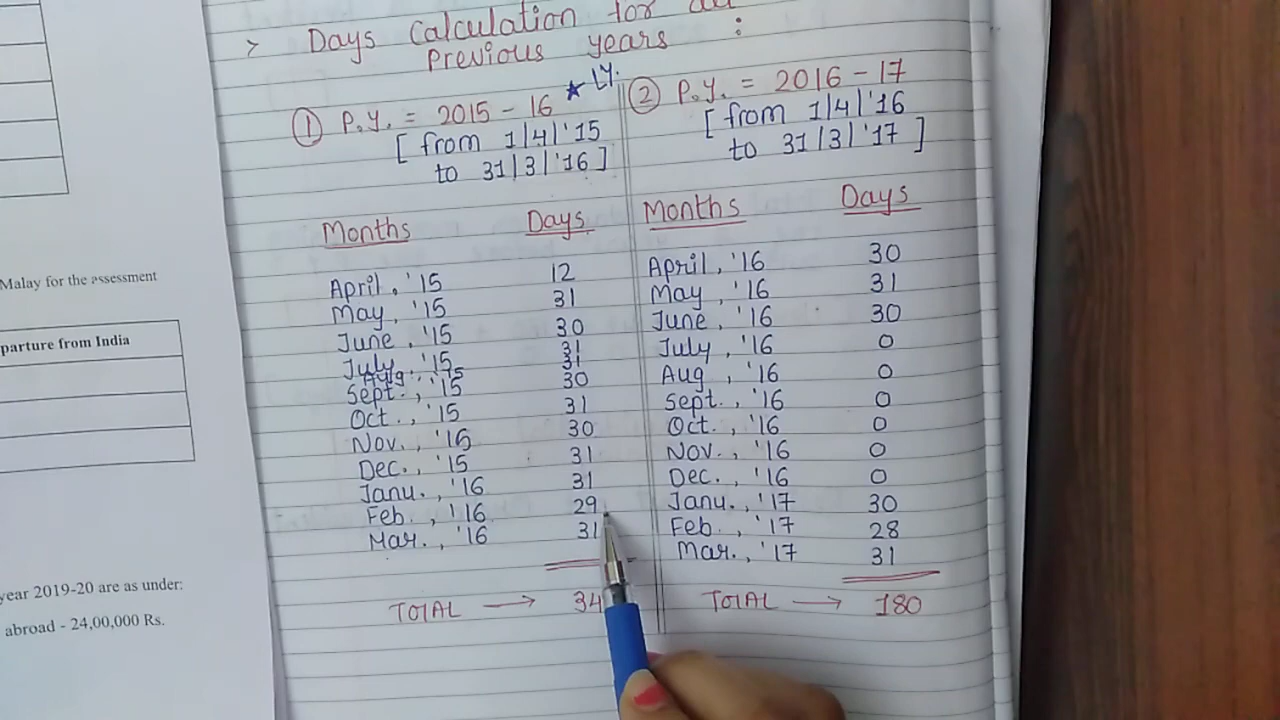 > Days Calculation for all
Previous years :
① P.y. = 2015 - 16 ★ LY.
[ from 1/4/'15
to 31/3/'16 ]
Months Days
April, '15 12
May, '15 31
June, '15 30
July, '15 31
Aug., '15 31
Sept., '15 30
Oct., '15 31
Nov., '15 30
Dec., '15 31
Janu., '16 31
Feb., '16 29
Mar., '16 31
TOTAL → 34
② P.y. = 2016 - 17
[ from 1/4/'16
to 31/3/'17 ]
Months Days
April, '16 30
May, '16 31
June, '16 30
July, '16 0
Aug, '16 0
Sept., '16 0
Oct., '16 0
Nov., '16 0
Dec., '16 0
Janu., '17 30
Feb., '17 28
Mar., '17 31
TOTAL → 180
Malay for the assessment
parture from India
year 2019-20 are as under:
abroad - 24,00,000 Rs.